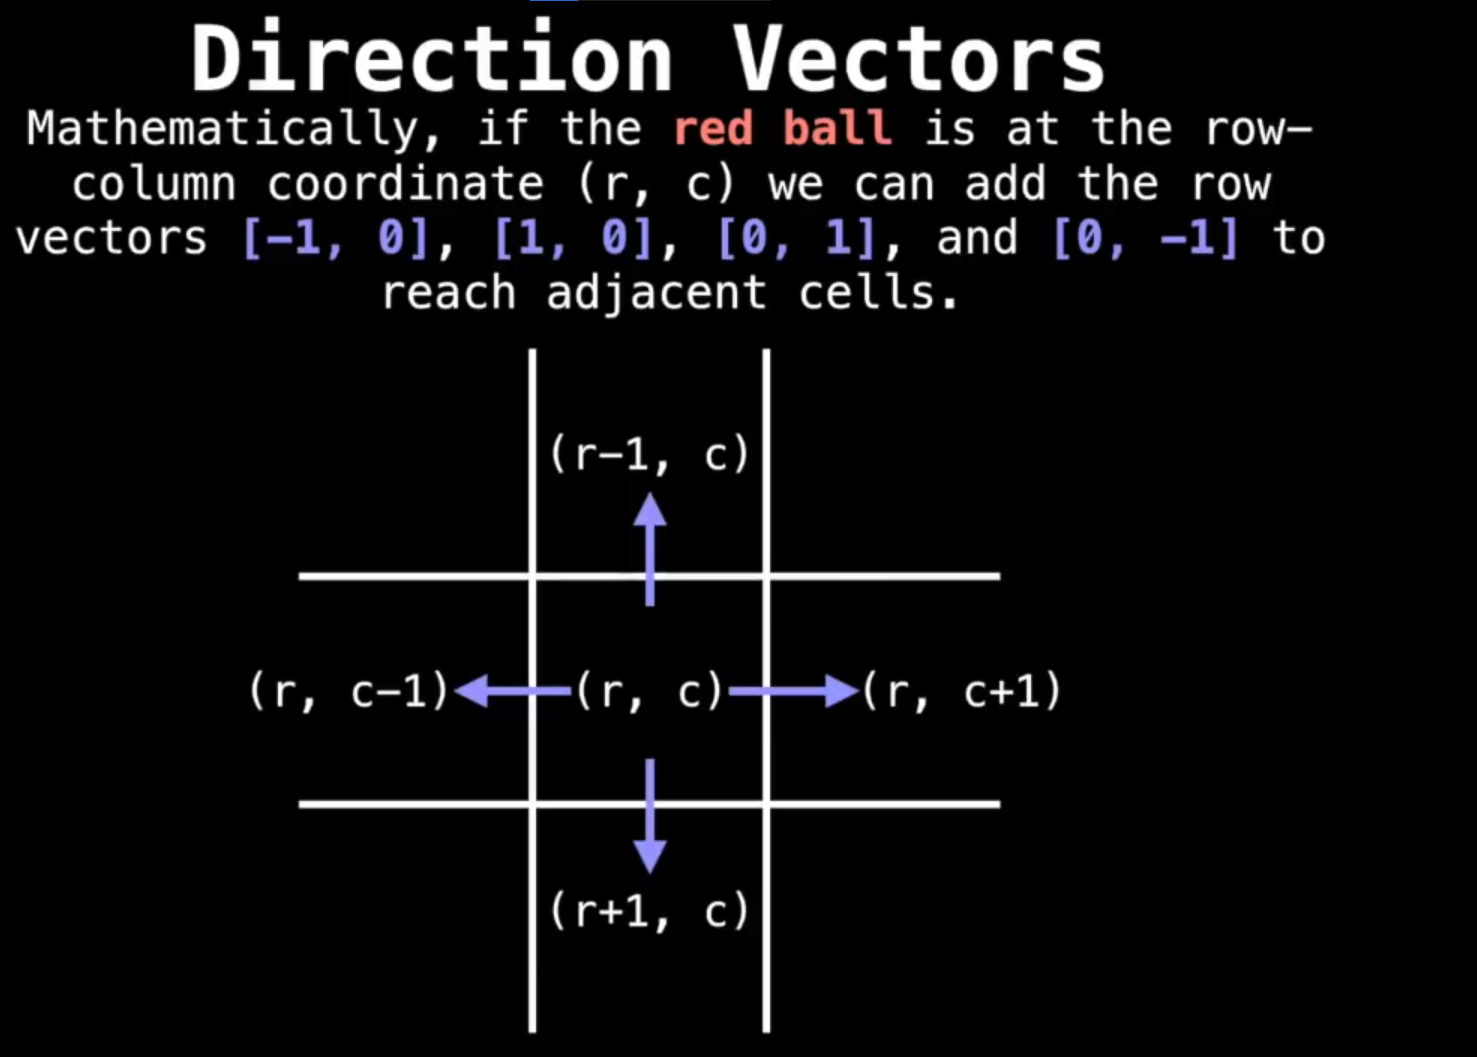 Direction Vectors
Mathematically, if the red ball is at the row-
column coordinate (r, c) we can add the row
vectors [-1, 0], [1, 0], [0, 1], and [0, -1] to
reach adjacent cells.
(r-1, c)
(r, c-1) (r, c) (r, c+1)
(r+1, c)